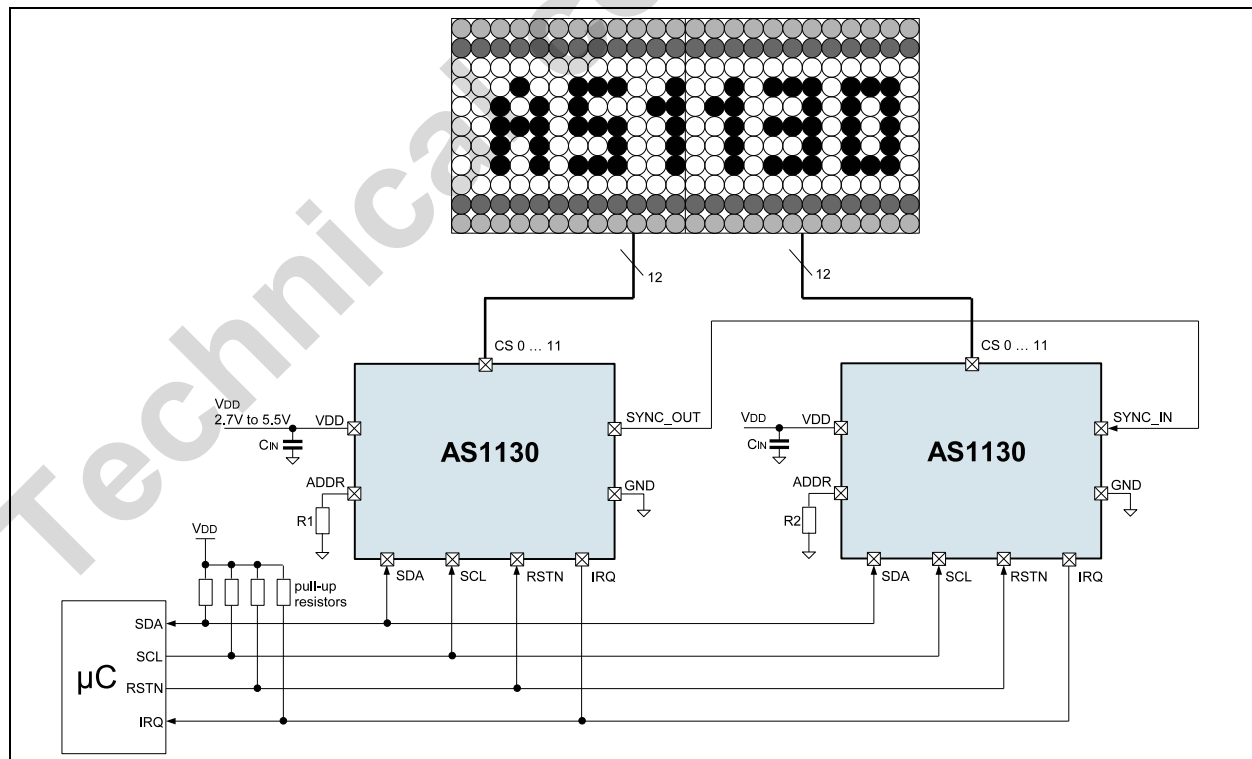 Technical co
AS1130
12
12
CS 0 ... 11
CS 0 ... 11
VDD
2.7V to 5.5V
VDD
SYNC_OUT
VDD
VDD
SYNC_IN
CIN
CIN
AS1130
AS1130
ADDR
GND
ADDR
GND
R1
R2
VDD
SDA
SCL
RSTN
IRQ
SDA
SCL
RSTN
IRQ
pull-up
resistors
SDA
SCL
µC
RSTN
IRQ